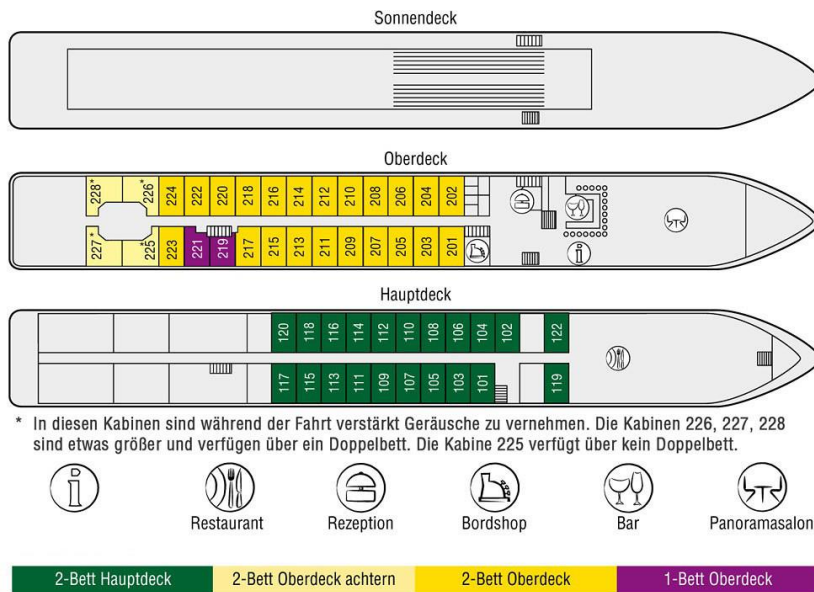 Sonnendeck
Oberdeck
228* 226* 224 222 220 218 216 214 212 210 208 206 204 202
227* 225* 223 221 219 217 215 213 211 209 207 205 203 201
Hauptdeck
120 118 116 114 112 110 108 106 104 102 122
117 115 113 111 109 107 105 103 101 119
* In diesen Kabinen sind während der Fahrt verstärkt Geräusche zu vernehmen. Die Kabinen 226, 227, 228
sind etwas größer und verfügen über ein Doppelbett. Die Kabine 225 verfügt über kein Doppelbett.
Restaurant Rezeption Bordshop Bar Panoramasalon
2-Bett Hauptdeck 2-Bett Oberdeck achtern 2-Bett Oberdeck 1-Bett Oberdeck